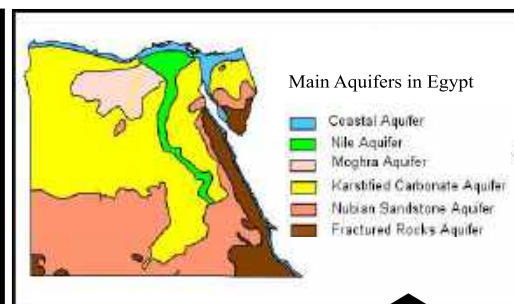 Main Aquifers in Egypt
Coastal Aquifer
Nile Aquifer
Moghra Aquifer
Karstified Carbonate Aquifer
Nubian Sandstone Aquifer
Fractured Rocks Aquifer